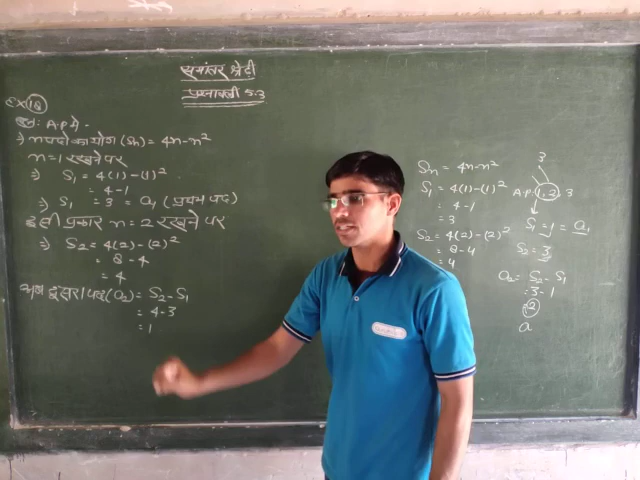 समांतर श्रेढ़ी
प्रश्नावली 5.3
Ex
हल: A.P. में -
⇒ n पदों का योग (Sn) = 4n-n²
n=1 रखने पर
⇒ S₁ = 4(1)-(1)²
= 4-1
⇒ S₁ = 3 = a₁ (प्रथम पद)
इसी प्रकार n=2 रखने पर
⇒ S₂ = 4(2)-(2)²
= 8-4
= 4
अब दूसरा पद (a₂) = S₂-S₁
= 4-3
= 1
Sn = 4n-n²
S₁ = 4(1)-(1)²
= 4-1
= 3
S₂ = 4(2)-(2)²
= 8-4
= 4
3
A.P. 1, 2, 3
S₁ = 1 = a₁
S₂ = 3
a₂ = S₂-S₁
= 3-1
= 2
a